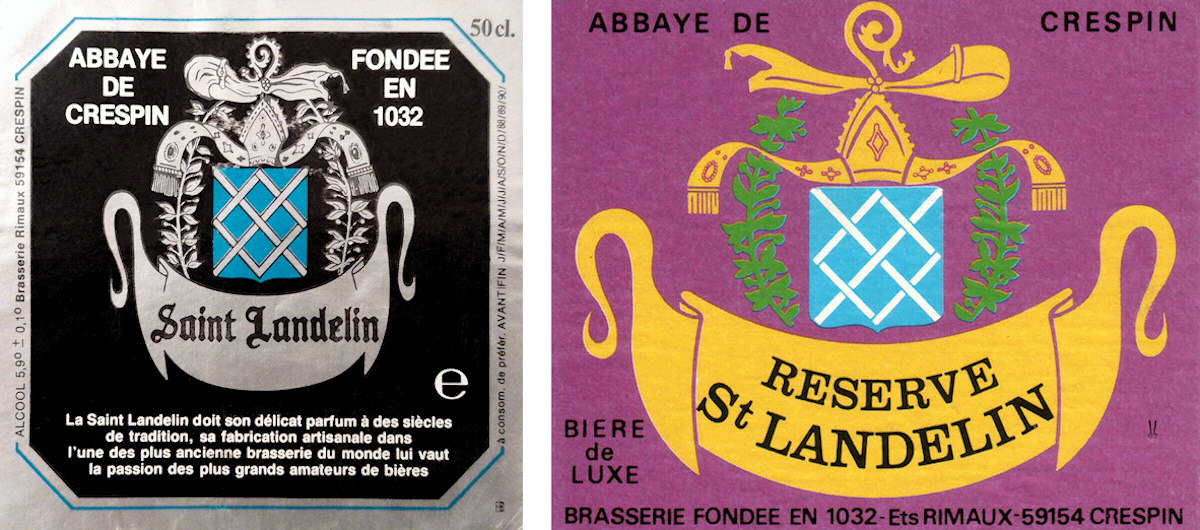 50cl.
ABBAYE
DE
CRESPIN
FONDEE
EN
1032
ALCOOL 5,9º ± 0,1º Brasserie Rimaux 59154 CRESPIN
à consom. de préfér. AVANT FIN J/F/M/A/M/J/J/A/S/O/N/D/88/89/90/
Saint Landelin
e
La Saint Landelin doit son délicat parfum à des siècles
de tradition, sa fabrication artisanale dans
l'une des plus ancienne brasserie du monde lui vaut
la passion des plus grands amateurs de bières
ABBAYE DE CRESPIN
RESERVE
St LANDELIN
BIERE
de
LUXE
BRASSERIE FONDEE EN 1032-Ets RIMAUX-59154 CRESPIN